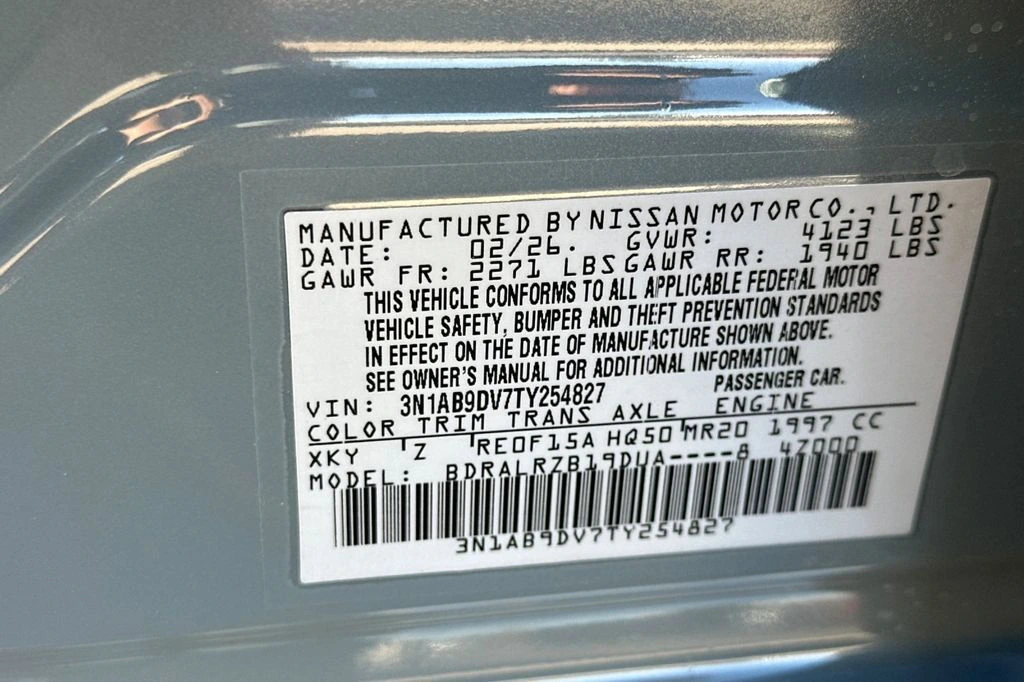 MANUFACTURED BY NISSAN MOTOR CO., LTD.
DATE: 02/26. GVWR: 4123 LBS
GAWR FR: 2271 LBS GAWR RR: 1940 LBS
THIS VEHICLE CONFORMS TO ALL APPLICABLE FEDERAL MOTOR
VEHICLE SAFETY, BUMPER AND THEFT PREVENTION STANDARDS
IN EFFECT ON THE DATE OF MANUFACTURE SHOWN ABOVE.
SEE OWNER'S MANUAL FOR ADDITIONAL INFORMATION.
VIN: 3N1AB9DV7TY254827 PASSENGER CAR.
COLOR TRIM TRANS AXLE ENGINE
XKY Z RE0F15A HQ50 MR20 1997 CC
MODEL: BDRALRZB19DUA----8 4Z000
3N1AB9DV7TY254827